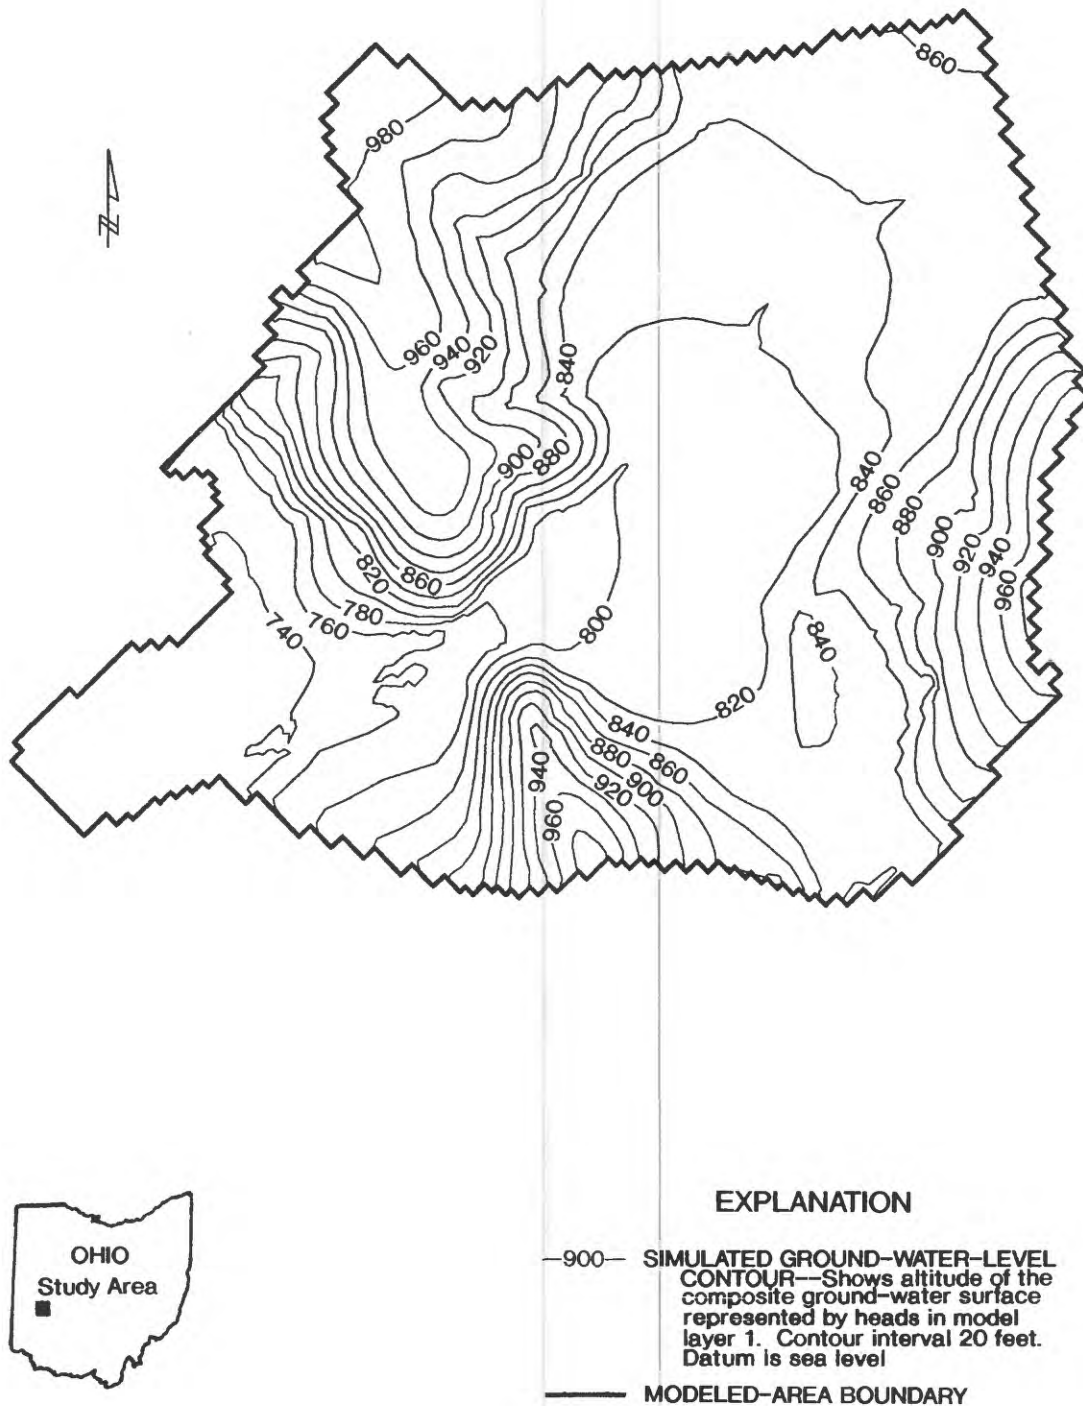 860
980
N
960
940
920
840
900
880
840
860
880
900
920
940
960
820
860
780
760
740
800
840
820
840
880
860
900
920
940
960
OHIO
Study Area
EXPLANATION
—900— SIMULATED GROUND-WATER-LEVEL
CONTOUR--Shows altitude of the
composite ground-water surface
represented by heads in model
layer 1. Contour interval 20 feet.
Datum is sea level
MODELED-AREA BOUNDARY